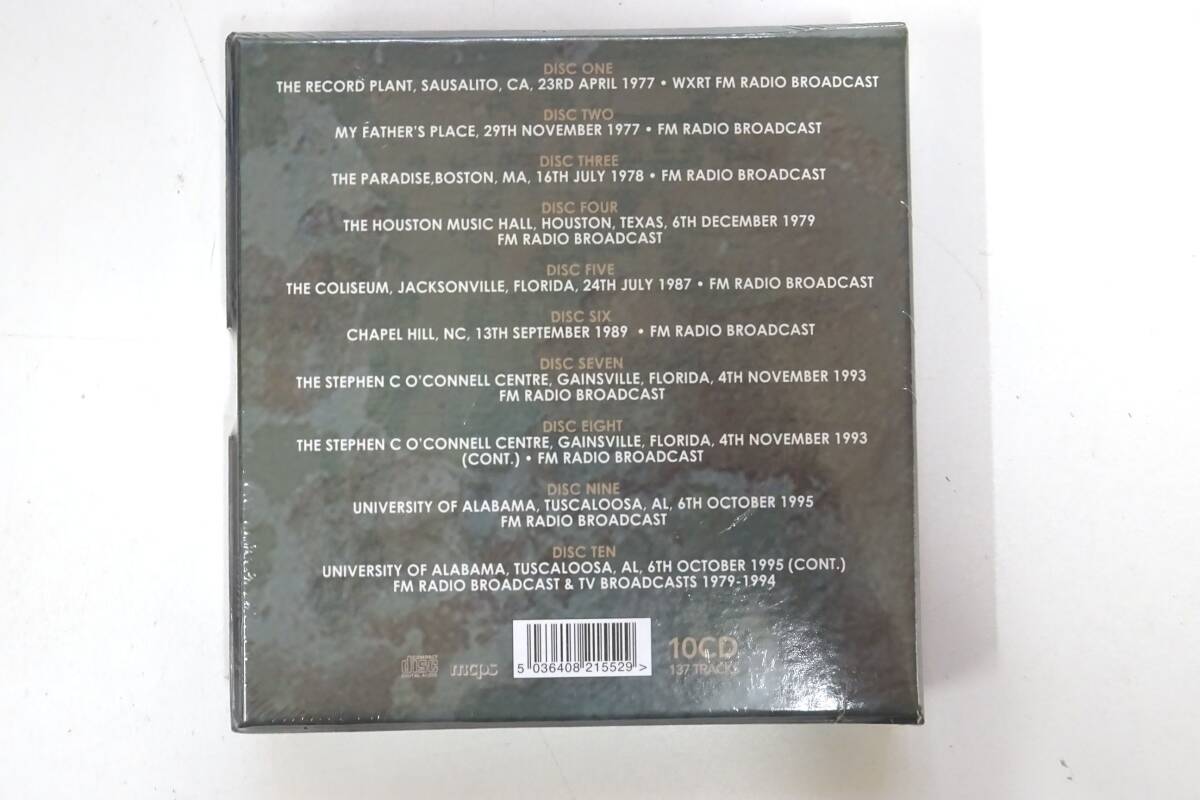 DISC ONE
THE RECORD PLANT, SAUSALITO, CA, 23RD APRIL 1977 • WXRT FM RADIO BROADCAST
DISC TWO
MY FATHER'S PLACE, 29TH NOVEMBER 1977 • FM RADIO BROADCAST
DISC THREE
THE PARADISE,BOSTON, MA, 16TH JULY 1978 • FM RADIO BROADCAST
DISC FOUR
THE HOUSTON MUSIC HALL, HOUSTON, TEXAS, 6TH DECEMBER 1979
FM RADIO BROADCAST
DISC FIVE
THE COLISEUM, JACKSONVILLE, FLORIDA, 24TH JULY 1987 • FM RADIO BROADCAST
DISC SIX
CHAPEL HILL, NC, 13TH SEPTEMBER 1989 • FM RADIO BROADCAST
DISC SEVEN
THE STEPHEN C O'CONNELL CENTRE, GAINSVILLE, FLORIDA, 4TH NOVEMBER 1993
FM RADIO BROADCAST
DISC EIGHT
THE STEPHEN C O'CONNELL CENTRE, GAINSVILLE, FLORIDA, 4TH NOVEMBER 1993
(CONT.) • FM RADIO BROADCAST
DISC NINE
UNIVERSITY OF ALABAMA, TUSCALOOSA, AL, 6TH OCTOBER 1995
FM RADIO BROADCAST
DISC TEN
UNIVERSITY OF ALABAMA, TUSCALOOSA, AL, 6TH OCTOBER 1995 (CONT.)
FM RADIO BROADCAST & TV BROADCASTS 1979-1994
COMPACT
disc
DIGITAL AUDIO
mcps
5 036408 215529 >
10CD
137 TRACKS